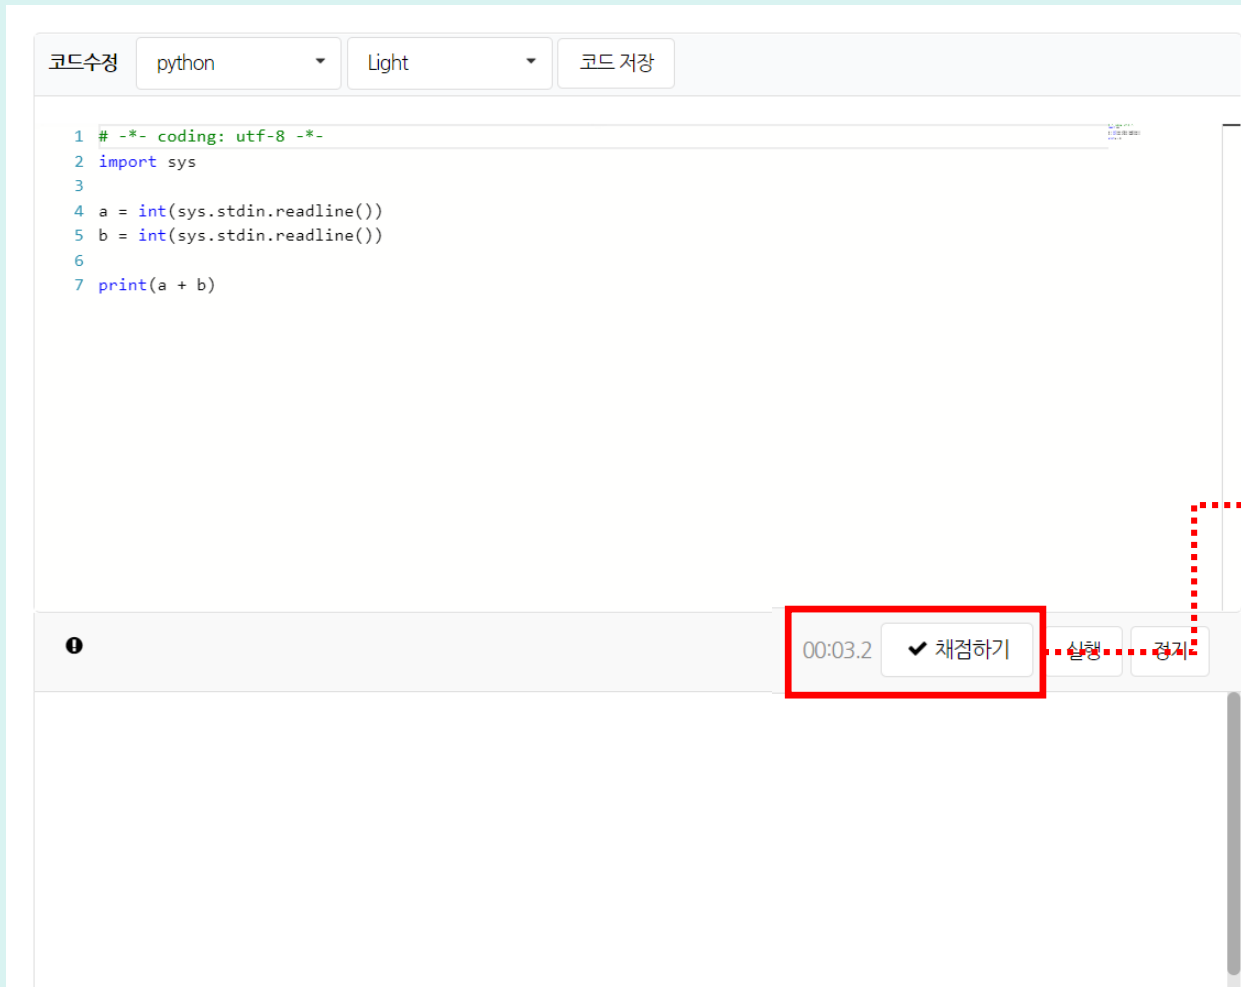 코드수정 python Light 코드 저장
1 # -*- coding: utf-8 -*-
2 import sys
3
4 a = int(sys.stdin.readline())
5 b = int(sys.stdin.readline())
6
7 print(a + b)
00:03.2 채점하기 실행 정지